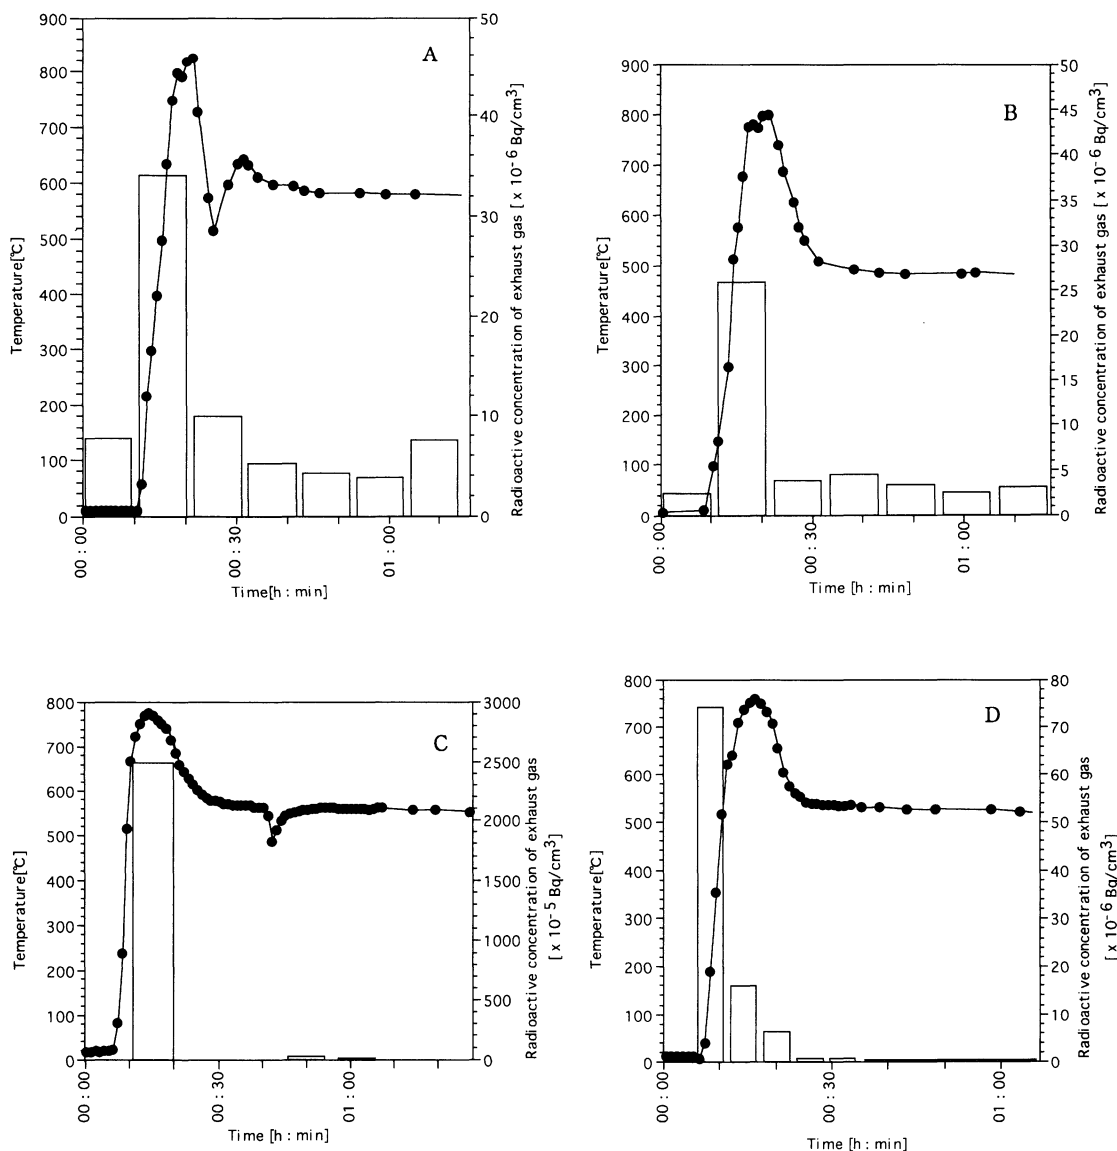 A
900
800
700
600
500
400
300
200
100
0
Temperature[℃]
50
40
30
20
10
0
Radioactive concentration of exhaust gas [ x 10⁻⁶ Bq/cm³]
00 : 00
00 : 30
01 : 00
Time[h : min]
B
900
800
700
600
500
400
300
200
100
0
Temperature[℃]
50
45
40
35
30
25
20
15
10
5
0
Radioactive concentration of exhaust gas [ x 10⁻⁶ Bq/cm³]
00 : 00
00 : 30
01 : 00
Time [h : min]
C
800
700
600
500
400
300
200
100
0
Temperature[℃]
3000
2500
2000
1500
1000
500
0
Radioactive concentration of exhaust gas
[ x 10⁻⁵ Bq/cm³]
00 : 00
00 : 30
01 : 00
Time [h : min]
D
800
700
600
500
400
300
200
100
0
Temperature[℃]
80
70
60
50
40
30
20
10
0
Radioactive concentration of exhaust gas
[ x 10⁻⁶ Bq/cm³]
00 : 00
00 : 30
01 : 00
Time [h : min]